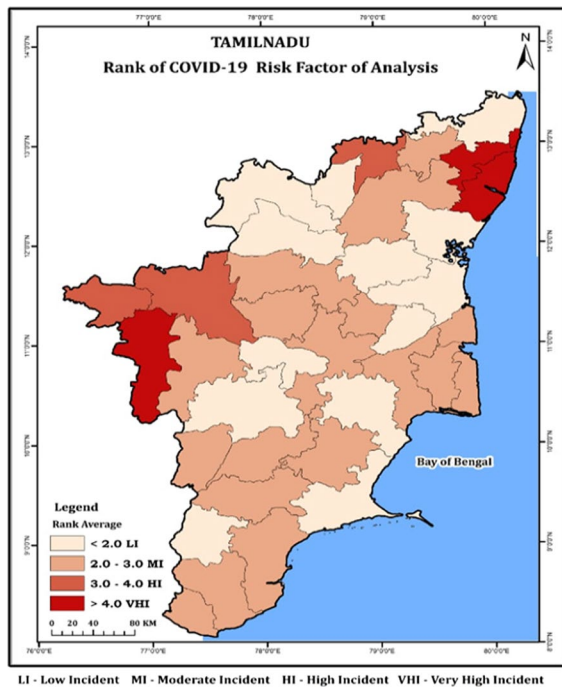 77°0'0"E 78°0'0"E 79°0'0"E 80°0'0"E
TAMILNADU
Rank of COVID-19 Risk Factor of Analysis
N
14°0'0"N
13°0'0"N
12°0'0"N
11°0'0"N
10°0'0"N
9°0'0"N
Bay of Bengal
Legend
Rank Average
< 2.0 LI
2.0 - 3.0 MI
3.0 - 4.0 HI
> 4.0 VHI
0 20 40 80 KM
76°0'0"E 77°0'0"E 78°0'0"E 79°0'0"E 80°0'0"E
LI - Low Incident MI - Moderate Incident HI - High Incident VHI - Very High Incident